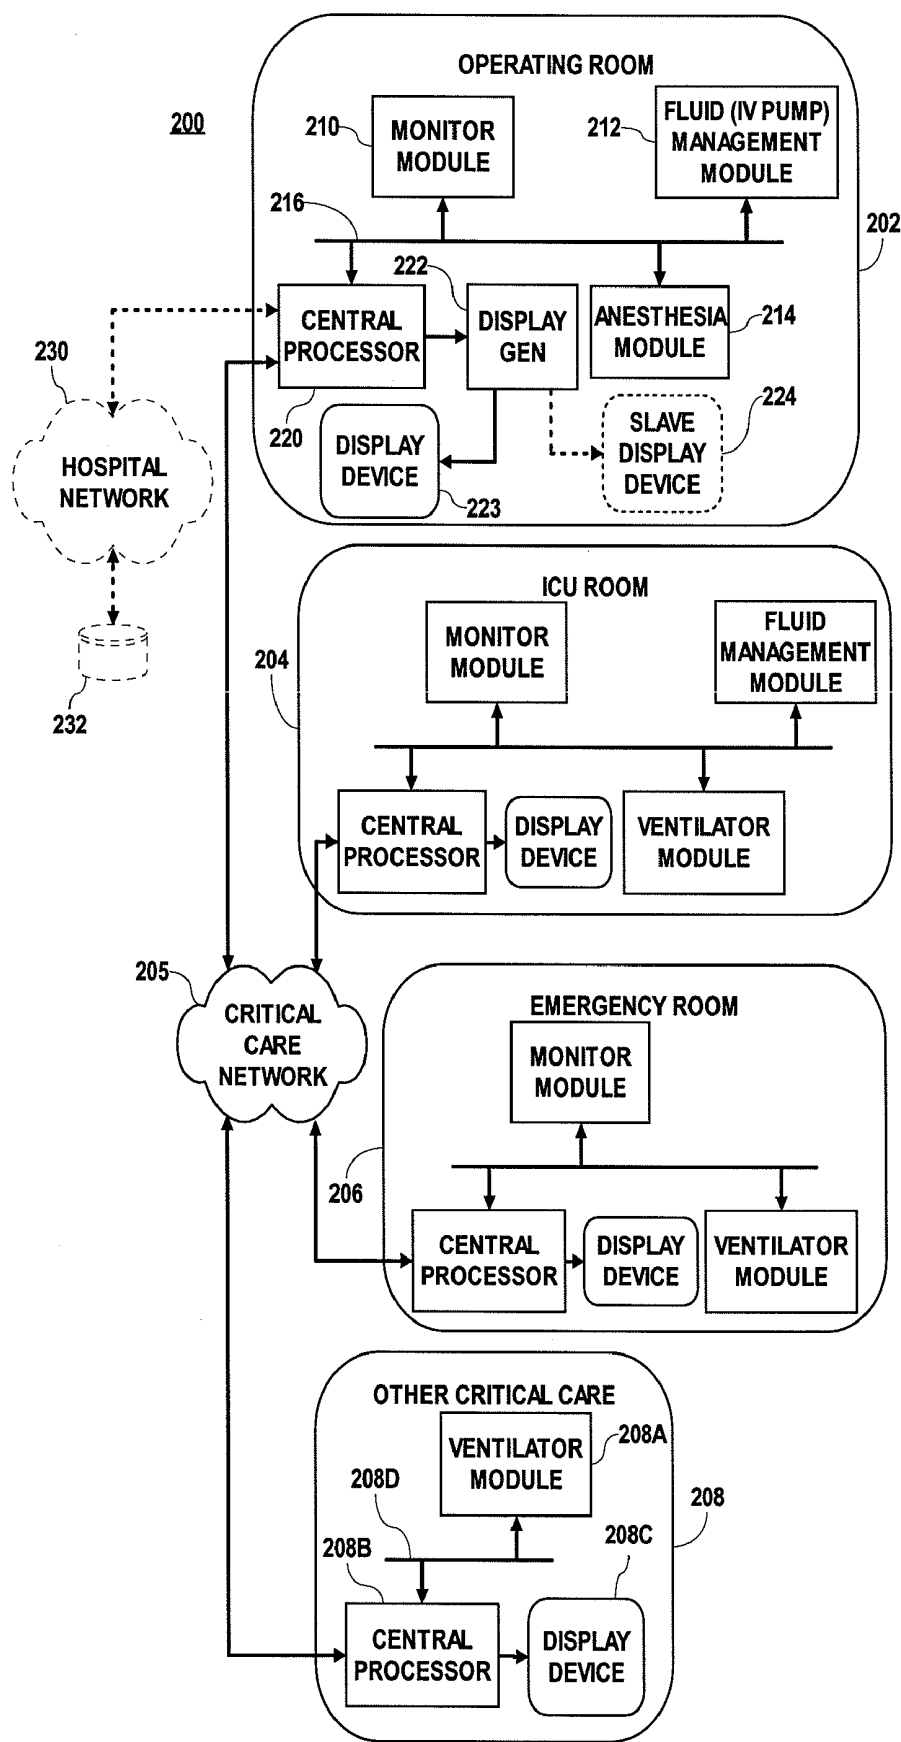 OPERATING ROOM
200
210
MONITOR
MODULE
212
FLUID (IV PUMP)
MANAGEMENT
MODULE
216
202
222
CENTRAL
PROCESSOR
DISPLAY
GEN
ANESTHESIA
MODULE
214
230
220
224
HOSPITAL
NETWORK
DISPLAY
DEVICE
223
SLAVE
DISPLAY
DEVICE
232
ICU ROOM
204
MONITOR
MODULE
FLUID
MANAGEMENT
MODULE
CENTRAL
PROCESSOR
DISPLAY
DEVICE
VENTILATOR
MODULE
205
CRITICAL
CARE
NETWORK
EMERGENCY ROOM
MONITOR
MODULE
206
CENTRAL
PROCESSOR
DISPLAY
DEVICE
VENTILATOR
MODULE
OTHER CRITICAL CARE
VENTILATOR
MODULE
208A
208D
208
208B
208C
CENTRAL
PROCESSOR
DISPLAY
DEVICE